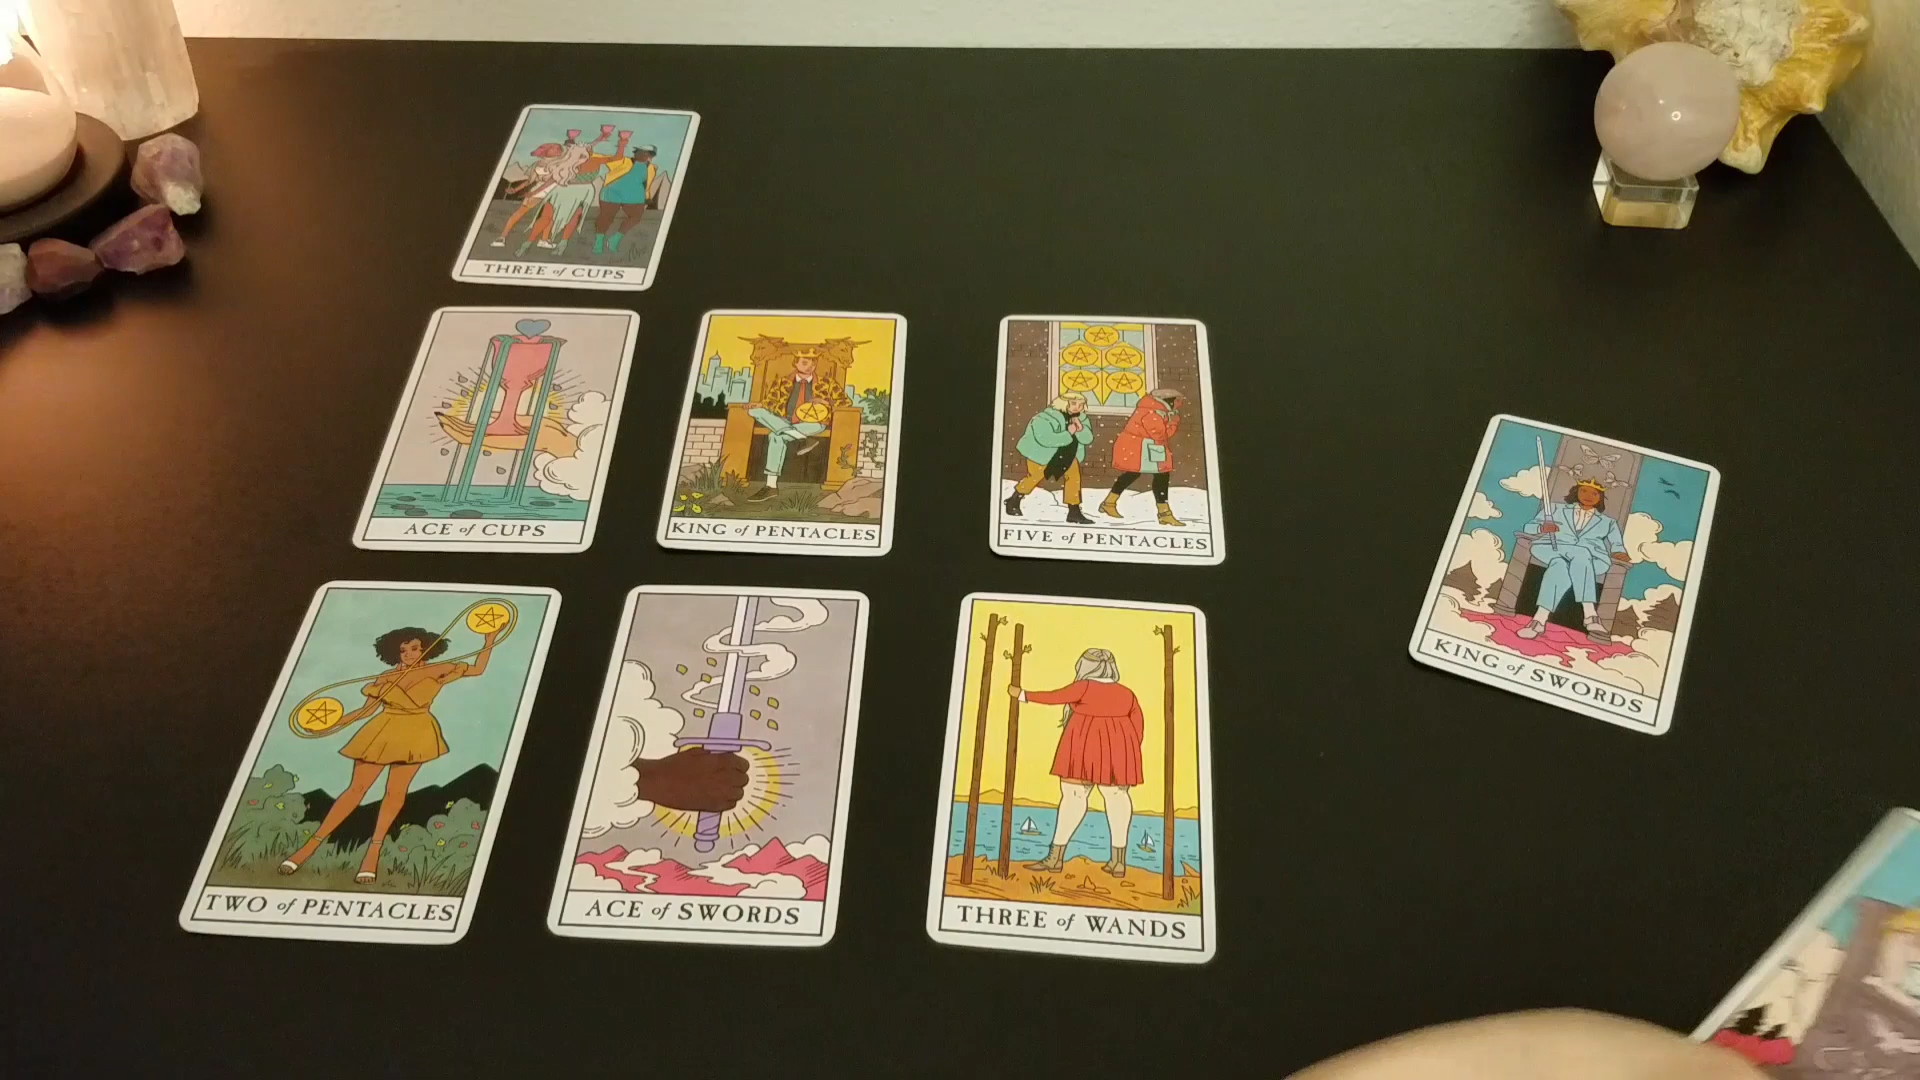 THREE of CUPS
ACE of CUPS
KING of PENTACLES
FIVE of PENTACLES
KING of SWORDS
TWO of PENTACLES
ACE of SWORDS
THREE of WANDS